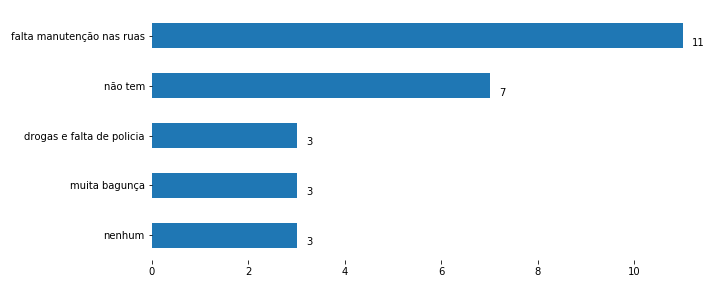 falta manutenção nas ruas
11
não tem
7
drogas e falta de policia
3
muita bagunça
3
nenhum
3
0 2 4 6 8 10